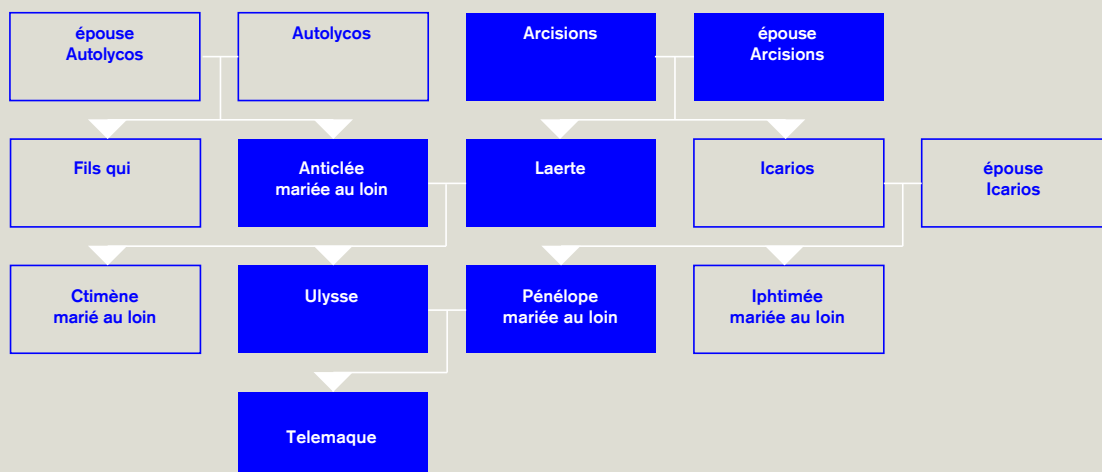 épouse
Autolycos
Autolycos
Arcisions
épouse
Arcisions
Fils qui
Anticlée
mariée au loin
Laerte
Icarios
épouse
Icarios
Ctimène
marié au loin
Ulysse
Pénélope
mariée au loin
Iphtimée
mariée au loin
Telemaque